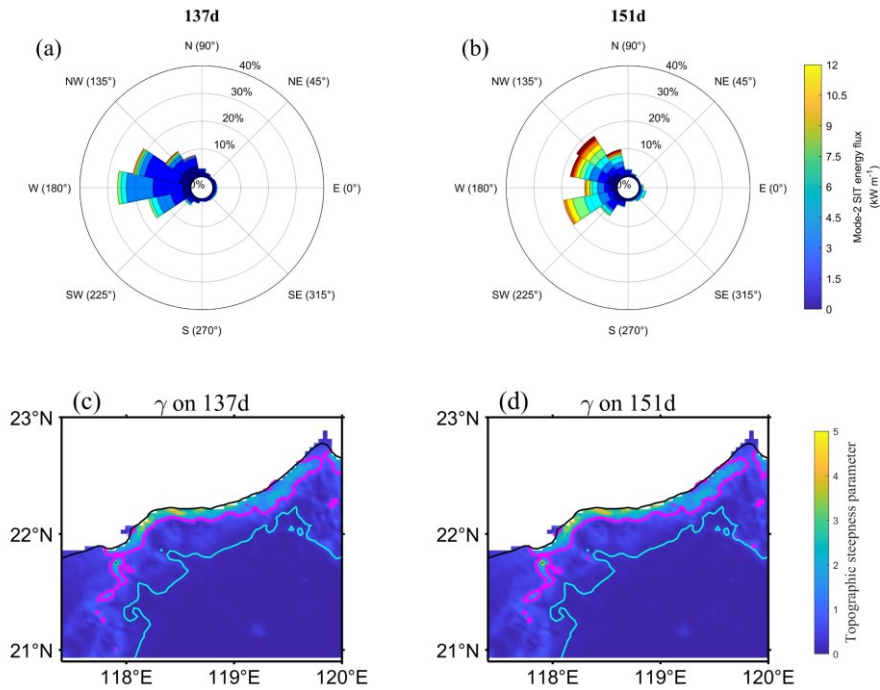 137d
151d
(a)
N (90°)
NW (135°)
NE (45°)
40%
30%
20%
10%
0%
W (180°)
E (0°)
SW (225°)
SE (315°)
S (270°)
(b)
N (90°)
NW (135°)
NE (45°)
40%
30%
20%
10%
0%
W (180°)
E (0°)
SW (225°)
SE (315°)
S (270°)
12
10.5
9
7.5
6
4.5
3
1.5
0
Mode-2 SIT energy flux
(kW m⁻¹)
(c)
γ on 137d
23°N
22°N
21°N
118°E
119°E
120°E
(d)
γ on 151d
23°N
22°N
21°N
118°E
119°E
120°E
5
4
3
2
1
0
Topographic steepness parameter